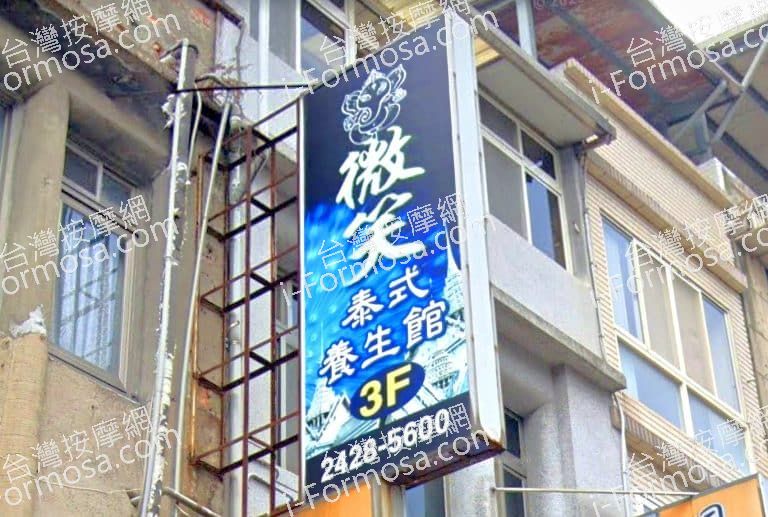 微笑
泰式
養生館
3F
2428-5600
台灣按摩網
i-Formosa.com